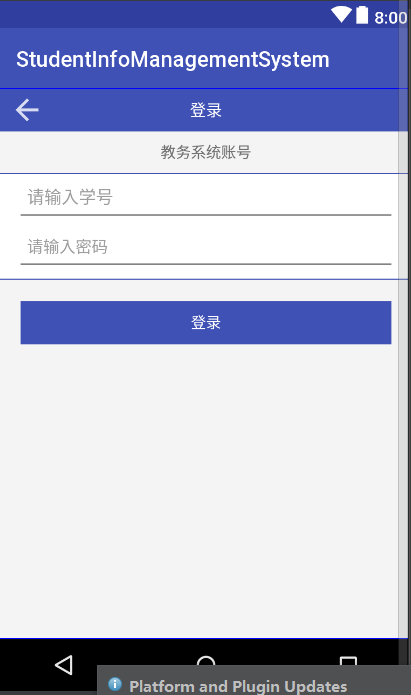 8:00
StudentInfoManagementSystem
登录
教务系统账号
请输入学号
请输入密码
登录
Platform and Plugin Updates